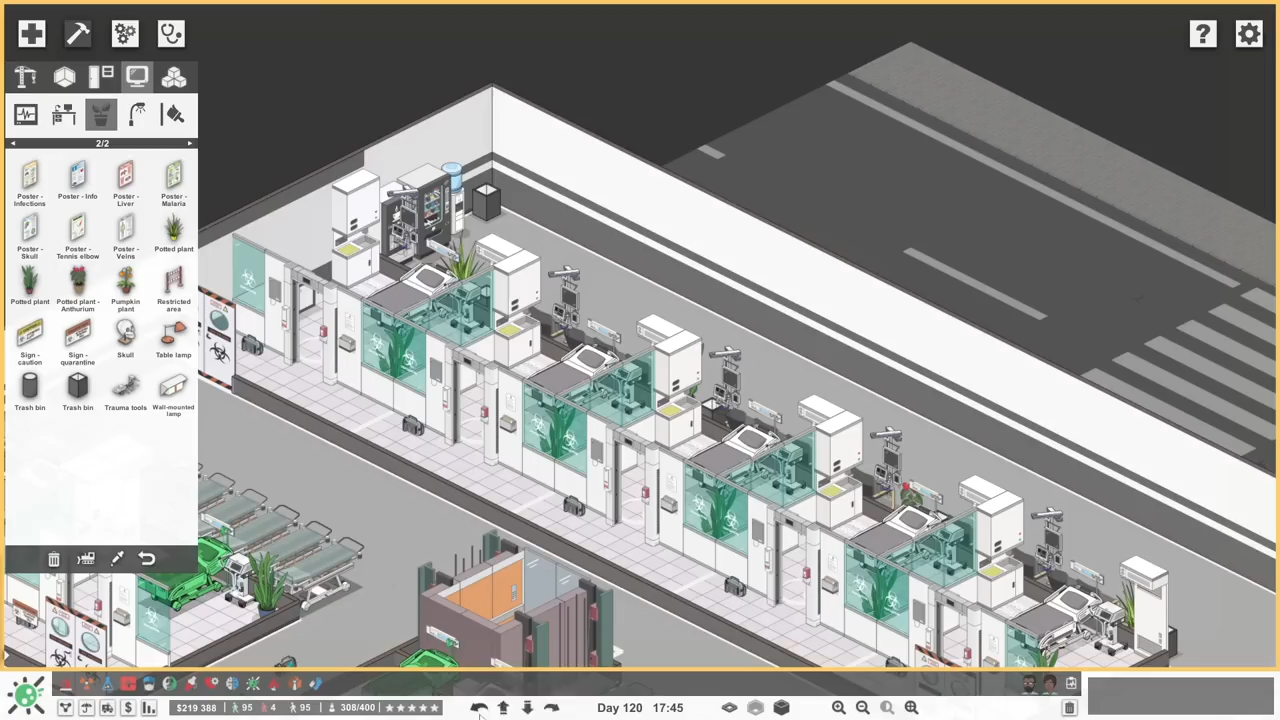 2/2
Poster - Infections
Poster - Info
Poster - Liver
Poster - Malaria
Poster - Skull
Poster - Tennis elbow
Poster - Veins
Potted plant
Potted plant
Potted plant - Anthurium
Pumpkin plant
Restricted area
Sign - caution
Sign - quarantine
Skull
Table lamp
Trash bin
Trash bin
Trauma tools
Wall-mounted lamp
$219 388
95
4
95
308/400
Day 120
17:45